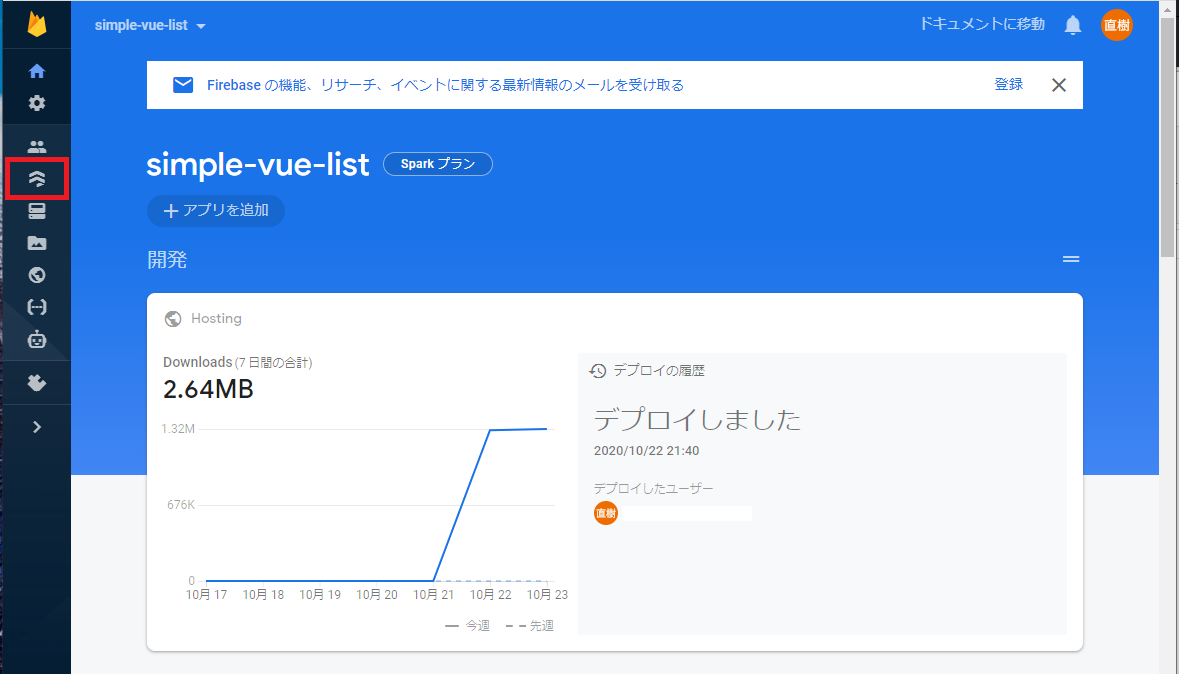 simple-vue-list
ドキュメントに移動
直樹
Firebase の機能、リサーチ、イベントに関する最新情報のメールを受け取る
登録
simple-vue-list
Spark プラン
アプリを追加
開発
Hosting
Downloads (7 日間の合計)
2.64MB
1.32M
676K
0
10月 17 10月 18 10月 19 10月 20 10月 21 10月 22 10月 23
今週 先週
デプロイの履歴
デプロイしました
2020/10/22 21:40
デプロイしたユーザー
直樹